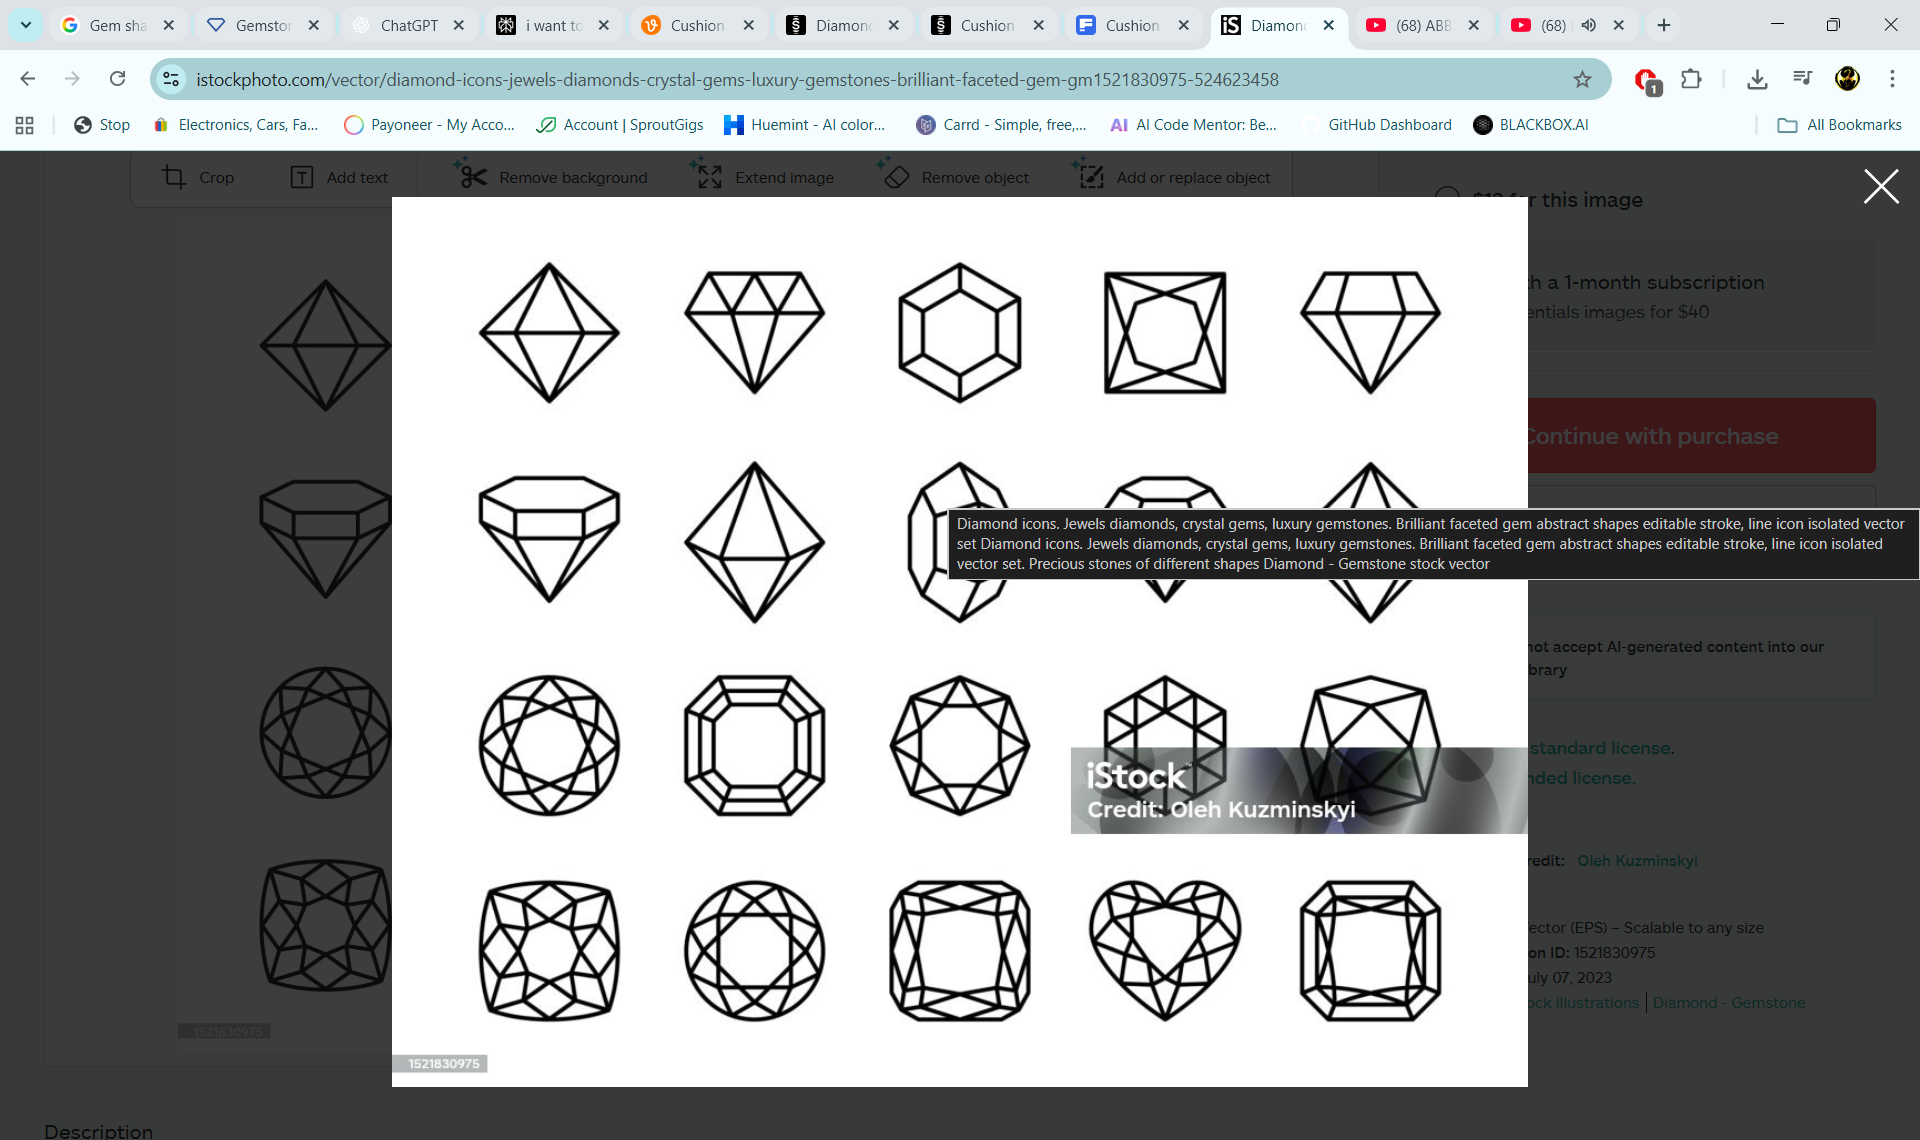 Gem sha
Gemstor
ChatGPT
i want to
Cushion
Diamon
Cushion
Cushion
Diamon
(68) ABB
(68)
istockphoto.com/vector/diamond-icons-jewels-diamonds-crystal-gems-luxury-gemstones-brilliant-faceted-gem-gm1521830975-524623458
1
Stop
Electronics, Cars, Fa...
Payoneer - My Acco...
Account | SproutGigs
Huemint - AI color...
Carrd - Simple, free,...
AI Code Mentor: Be...
GitHub Dashboard
BLACKBOX.AI
All Bookmarks
Crop
Add text
Remove background
Extend image
Remove object
Add or replace object
r this image
h a 1-month subscription
entials images for $40
Continue with purchase
Diamond icons. Jewels diamonds, crystal gems, luxury gemstones. Brilliant faceted gem abstract shapes editable stroke, line icon isolated vector
set Diamond icons. Jewels diamonds, crystal gems, luxury gemstones. Brilliant faceted gem abstract shapes editable stroke, line icon isolated
vector set. Precious stones of different shapes Diamond - Gemstone stock vector
not accept AI-generated content into our
brary
standard license.
nded license.
iStock
Credit: Oleh Kuzminskyi
redit: Oleh Kuzminskyi
ector (EPS) – Scalable to any size
on ID: 1521830975
uly 07, 2023
ock Illustrations | Diamond - Gemstone
1521830975
1521830975
Description